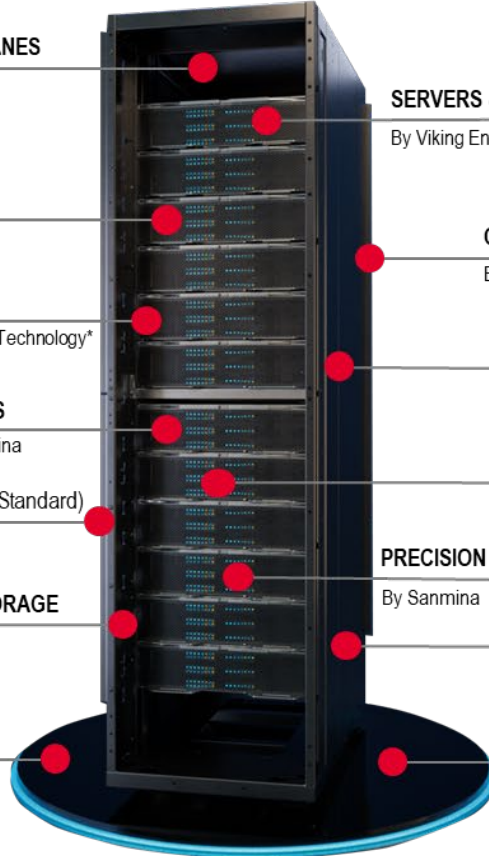 ANES
SERVERS
By Viking En
Technology*
S
ina
Standard)
PRECISION
By Sanmina
ORAGE